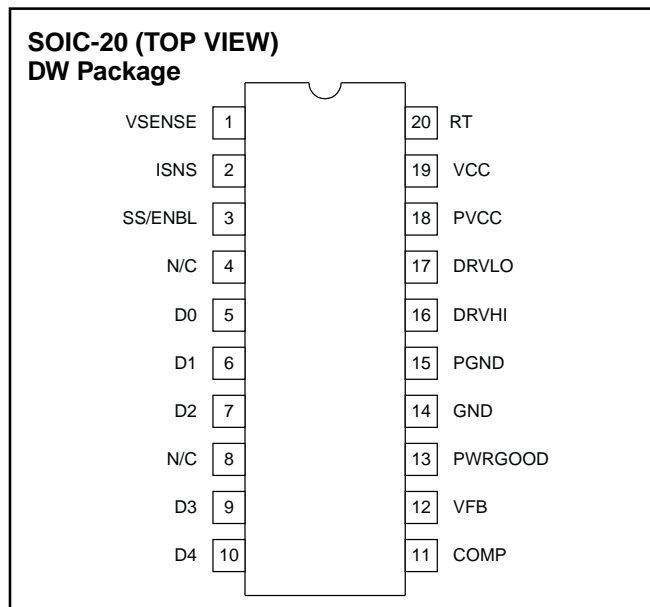 SOIC-20 (TOP VIEW)
DW Package
VSENSE 1 20 RT
ISNS 2 19 VCC
SS/ENBL 3 18 PVCC
N/C 4 17 DRVLO
D0 5 16 DRVHI
D1 6 15 PGND
D2 7 14 GND
N/C 8 13 PWRGOOD
D3 9 12 VFB
D4 10 11 COMP